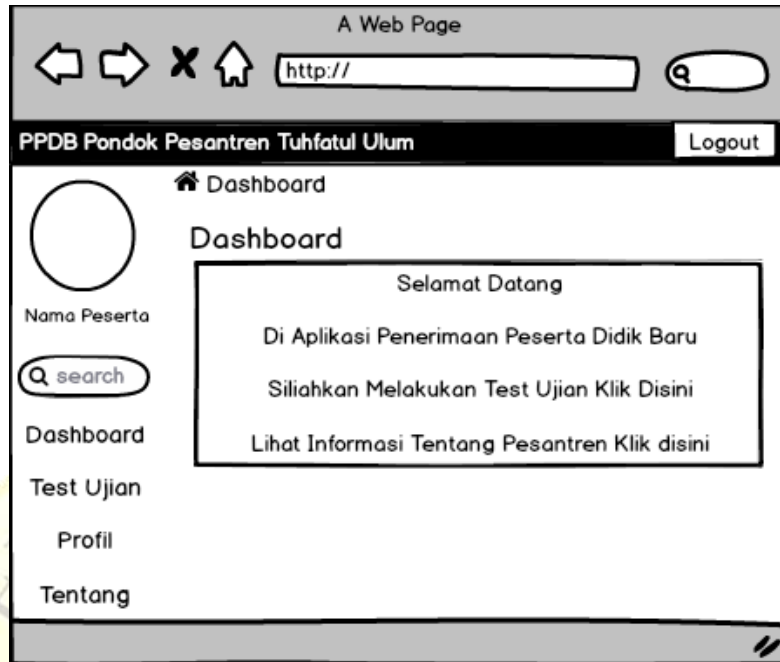 A Web Page
http://
PPDB Pondok Pesantren Tuhfatul Ulum
Logout
Dashboard
Dashboard
Selamat Datang
Di Aplikasi Penerimaan Peserta Didik Baru
Siliahkan Melakukan Test Ujian Klik Disini
Lihat Informasi Tentang Pesantren Klik disini
Nama Peserta
search
Dashboard
Test Ujian
Profil
Tentang